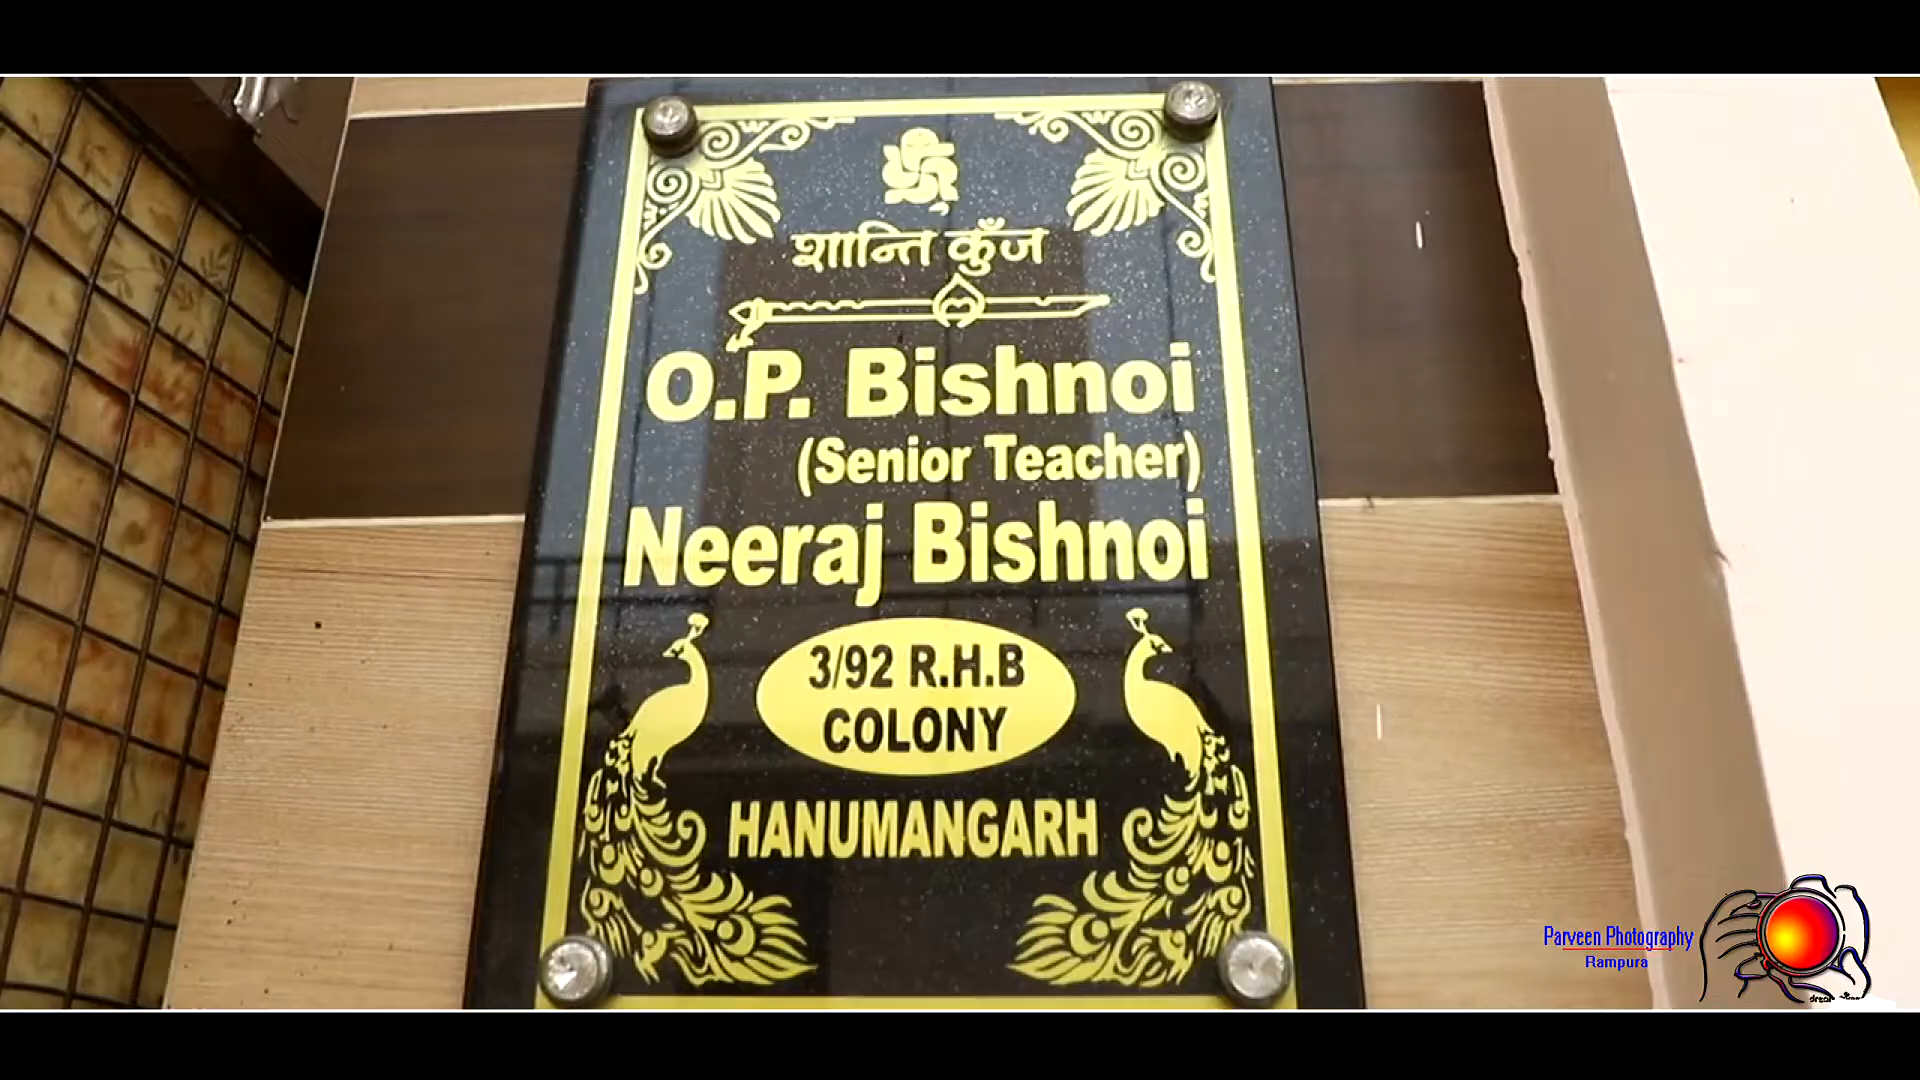 शान्ति कुँज
O.P. Bishnoi
(Senior Teacher)
Neeraj Bishnoi
3/92 R.H.B
COLONY
HANUMANGARH
Parveen Photography
Rampura